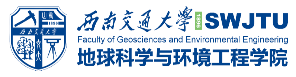 西南交通大學 SWJTU
Faculty of Geosciences and Environmental Engineering
地球科学与环境工程学院